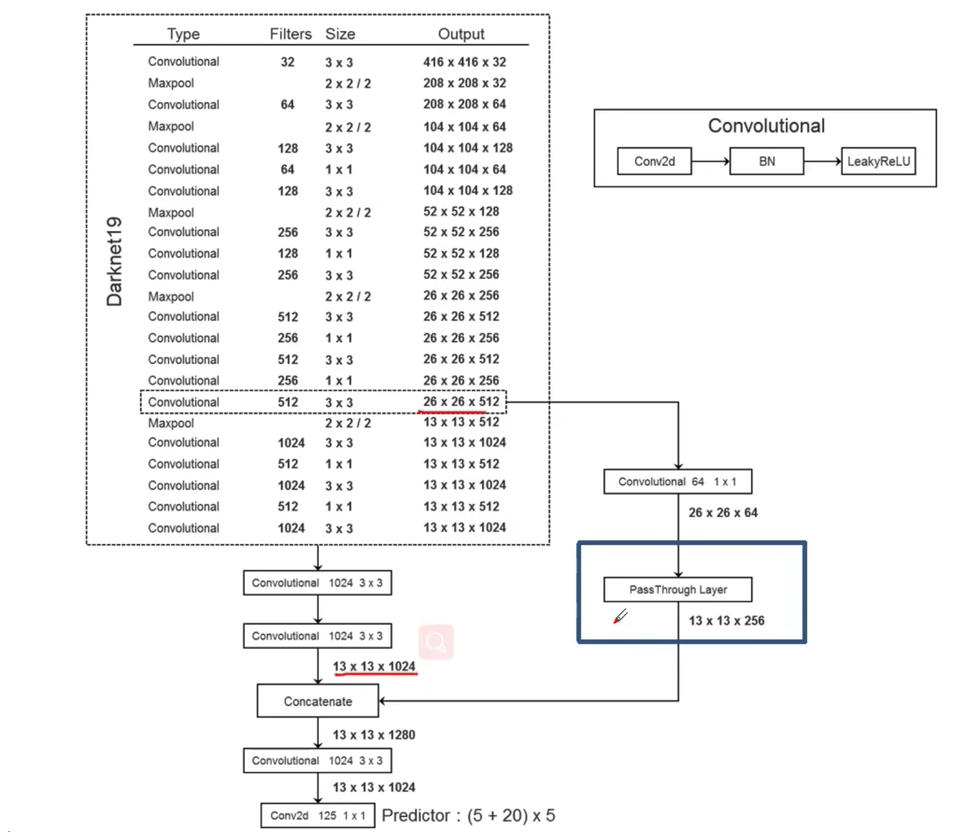 Type Filters Size Output
Convolutional 32 3 x 3 416 x 416 x 32
Maxpool 2 x 2 / 2 208 x 208 x 32
Convolutional 64 3 x 3 208 x 208 x 64
Maxpool 2 x 2 / 2 104 x 104 x 64
Convolutional 128 3 x 3 104 x 104 x 128
Convolutional 64 1 x 1 104 x 104 x 64
Convolutional 128 3 x 3 104 x 104 x 128
Maxpool 2 x 2 / 2 52 x 52 x 128
Convolutional 256 3 x 3 52 x 52 x 256
Convolutional 128 1 x 1 52 x 52 x 128
Convolutional 256 3 x 3 52 x 52 x 256
Maxpool 2 x 2 / 2 26 x 26 x 256
Convolutional 512 3 x 3 26 x 26 x 512
Convolutional 256 1 x 1 26 x 26 x 256
Convolutional 512 3 x 3 26 x 26 x 512
Convolutional 256 1 x 1 26 x 26 x 256
Convolutional 512 3 x 3 26 x 26 x 512
Maxpool 2 x 2 / 2 13 x 13 x 512
Convolutional 1024 3 x 3 13 x 13 x 1024
Convolutional 512 1 x 1 13 x 13 x 512
Convolutional 1024 3 x 3 13 x 13 x 1024
Convolutional 512 1 x 1 13 x 13 x 512
Convolutional 1024 3 x 3 13 x 13 x 1024
Darknet19
Convolutional
Conv2d BN LeakyReLU
Convolutional 64 1 x 1
26 x 26 x 64
PassThrough Layer
13 x 13 x 256
Convolutional 1024 3 x 3
Convolutional 1024 3 x 3
13 x 13 x 1024
Concatenate
13 x 13 x 1280
Convolutional 1024 3 x 3
13 x 13 x 1024
Conv2d 125 1 x 1 Predictor : (5 + 20) x 5